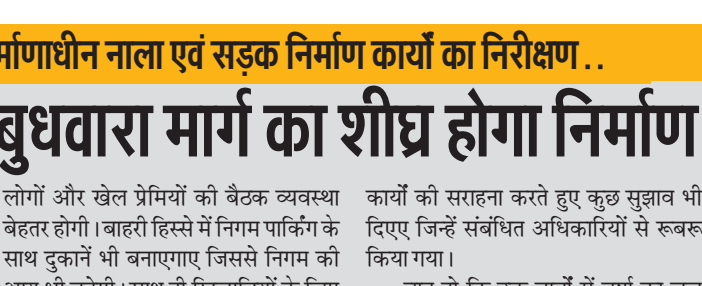 र्माणाधीन नाला एवं सड़क निर्माण कार्यों का निरीक्षण..
बुधवारा मार्ग का शीघ्र होगा निर्माण
लोगों और खेल प्रेमियों की बैठक व्यवस्था
बेहतर होगी। बाहरी हिस्से में निगम पार्किंग के
साथ दुकानें भी बनाएगाए जिससे निगम की
कार्यों की सराहना करते हुए कुछ सुझाव भी
दिएए जिन्हें संबंधित अधिकारियों से रूबरू
किया गया।